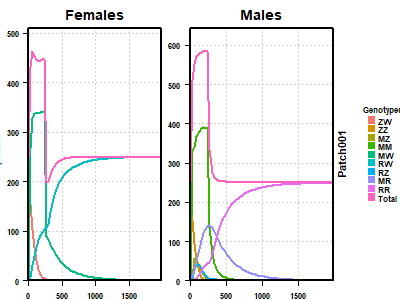 Females Males
500
400
300
200
100
0
0 500 1000 1500
600
500
400
300
200
100
0
0 500 1000 1500
Patch001
Genotypes
ZW
ZZ
MZ
MM
MW
RW
RZ
MR
RR
Total